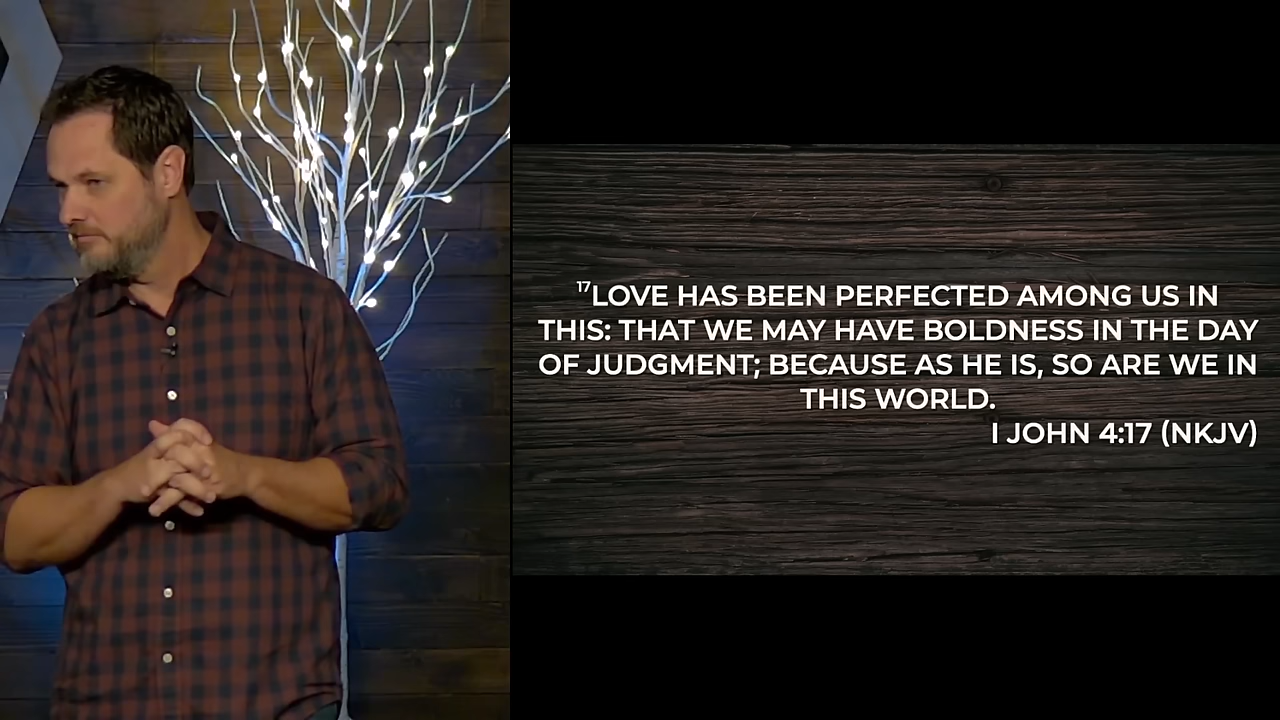 ¹⁷LOVE HAS BEEN PERFECTED AMONG US IN
THIS: THAT WE MAY HAVE BOLDNESS IN THE DAY
OF JUDGMENT; BECAUSE AS HE IS, SO ARE WE IN
THIS WORLD.
I JOHN 4:17 (NKJV)